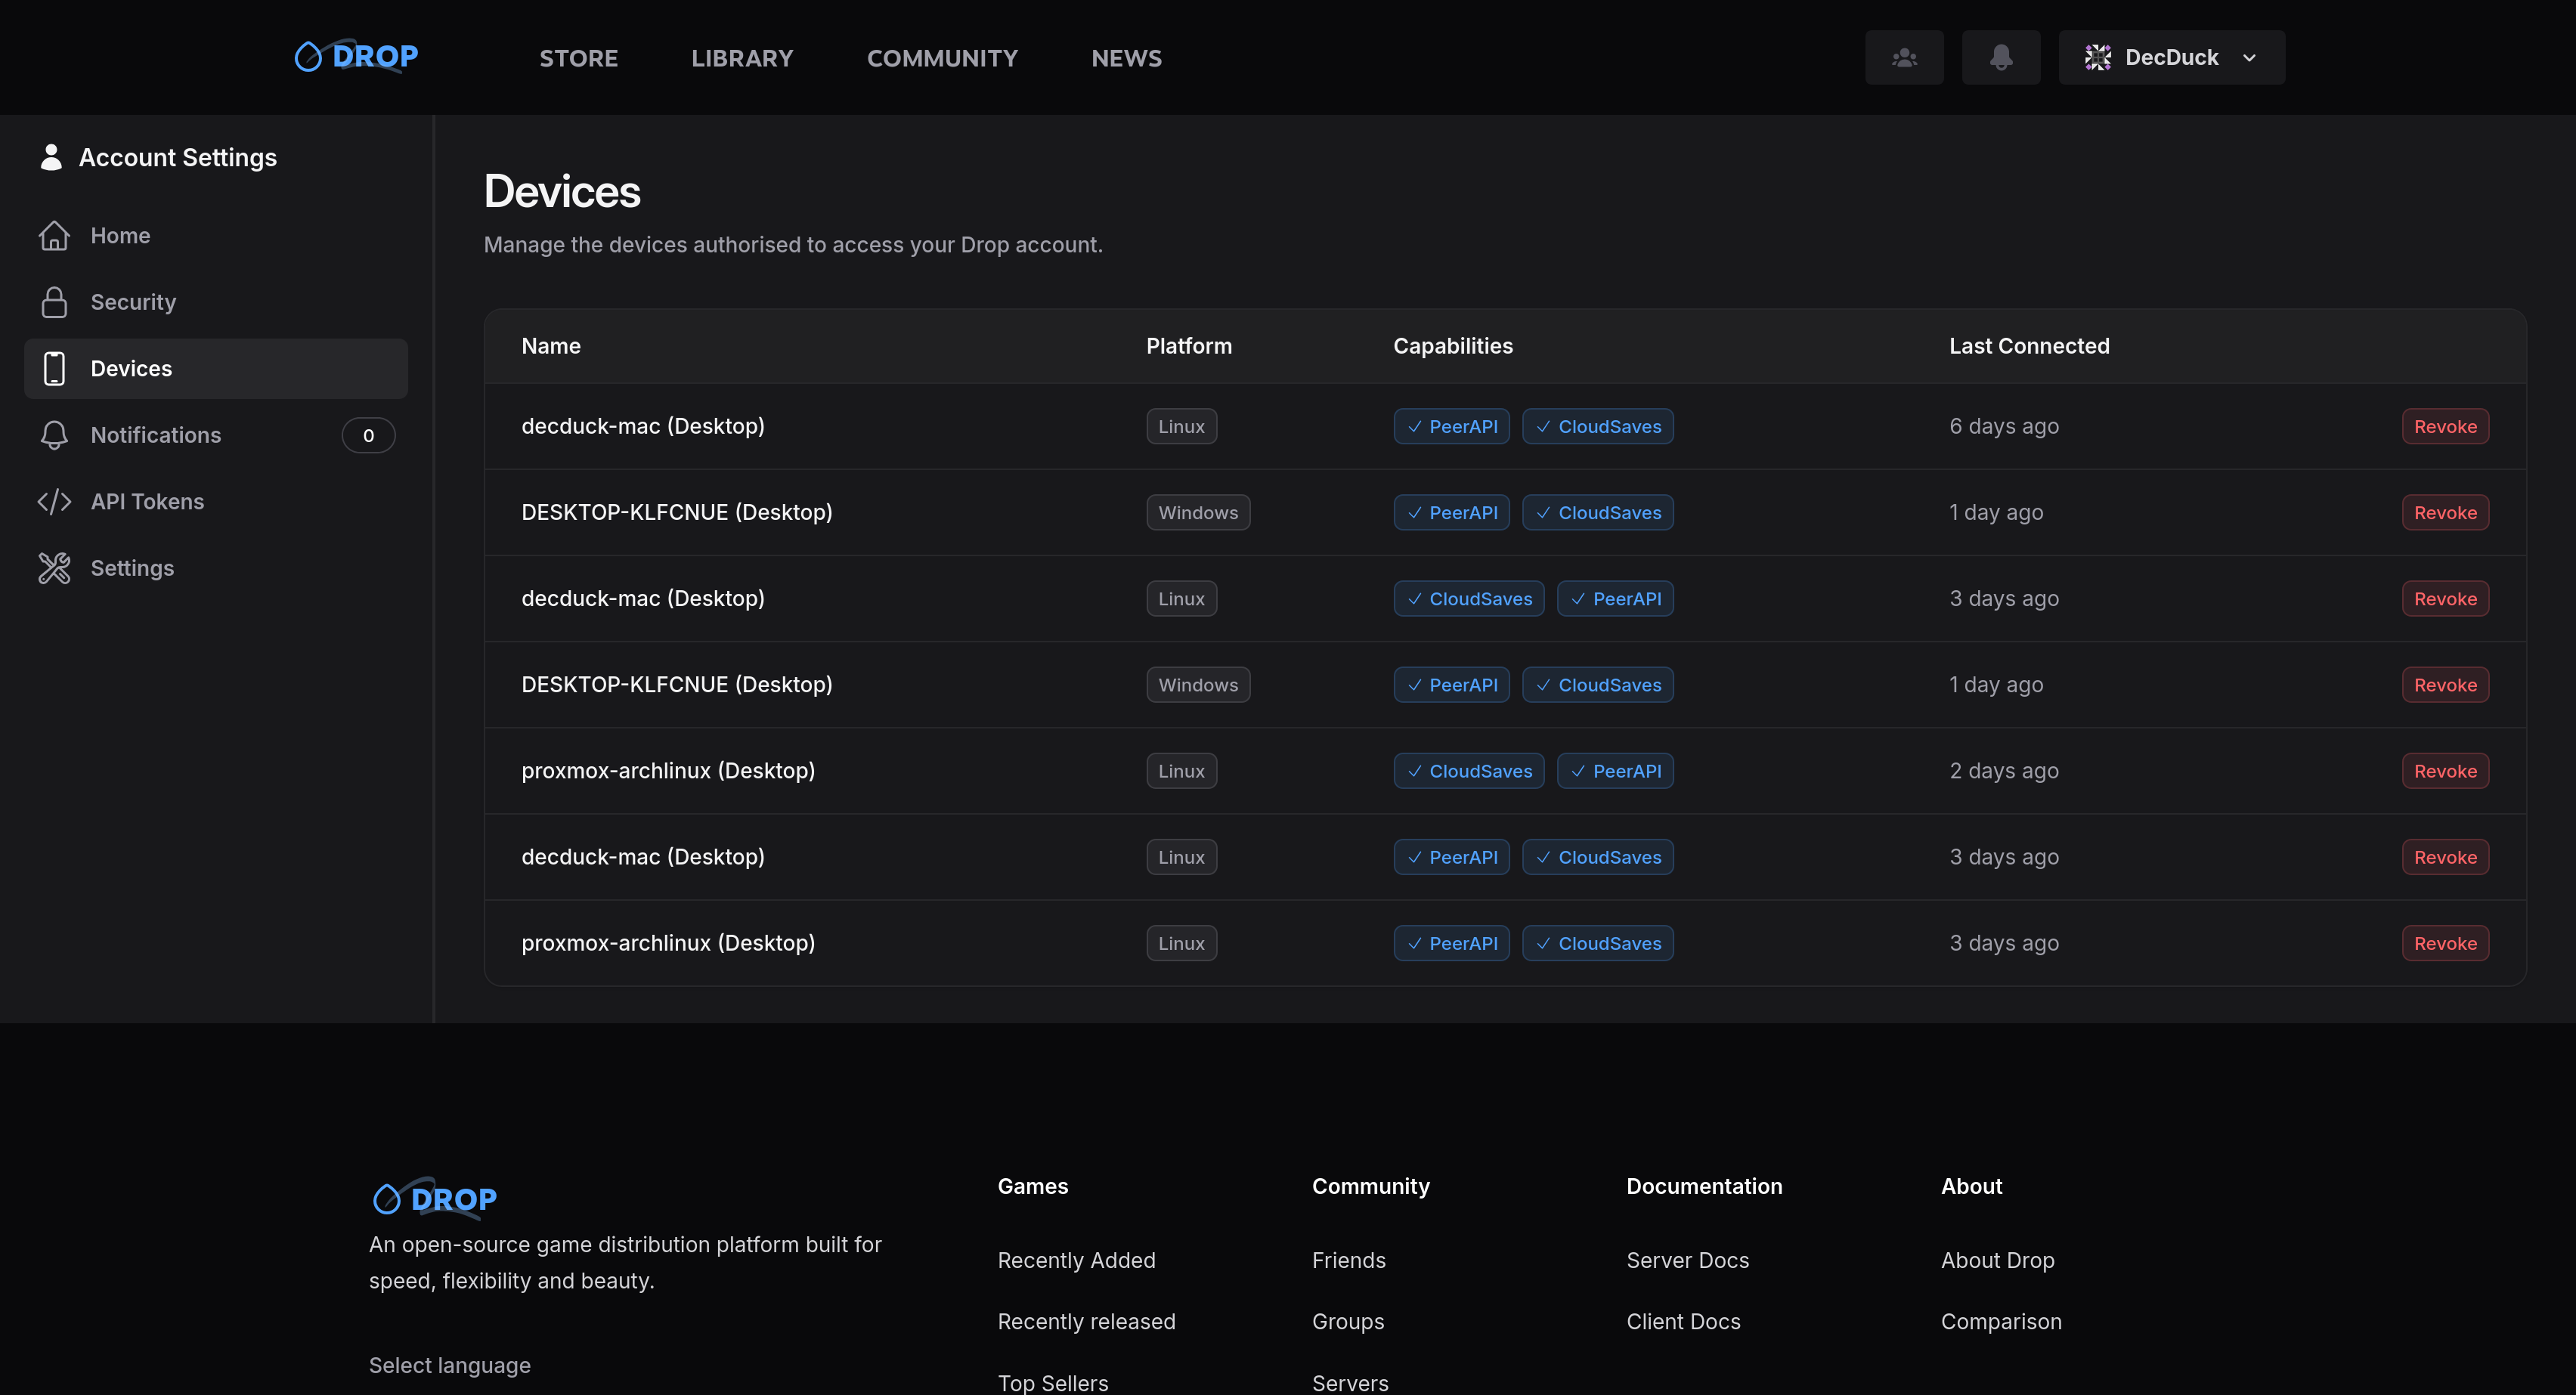 DROP STORE LIBRARY COMMUNITY NEWS DecDuck
Account Settings
Home
Security
Devices
Notifications 0
API Tokens
Settings
Devices
Manage the devices authorised to access your Drop account.
Name Platform Capabilities Last Connected
decduck-mac (Desktop) Linux PeerAPI CloudSaves 6 days ago Revoke
DESKTOP-KLFCNUE (Desktop) Windows PeerAPI CloudSaves 1 day ago Revoke
decduck-mac (Desktop) Linux CloudSaves PeerAPI 3 days ago Revoke
DESKTOP-KLFCNUE (Desktop) Windows PeerAPI CloudSaves 1 day ago Revoke
proxmox-archlinux (Desktop) Linux CloudSaves PeerAPI 2 days ago Revoke
decduck-mac (Desktop) Linux PeerAPI CloudSaves 3 days ago Revoke
proxmox-archlinux (Desktop) Linux PeerAPI CloudSaves 3 days ago Revoke
DROP
An open-source game distribution platform built for
speed, flexibility and beauty.
Select language
Games
Recently Added
Recently released
Top Sellers
Community
Friends
Groups
Servers
Documentation
Server Docs
Client Docs
About
About Drop
Comparison